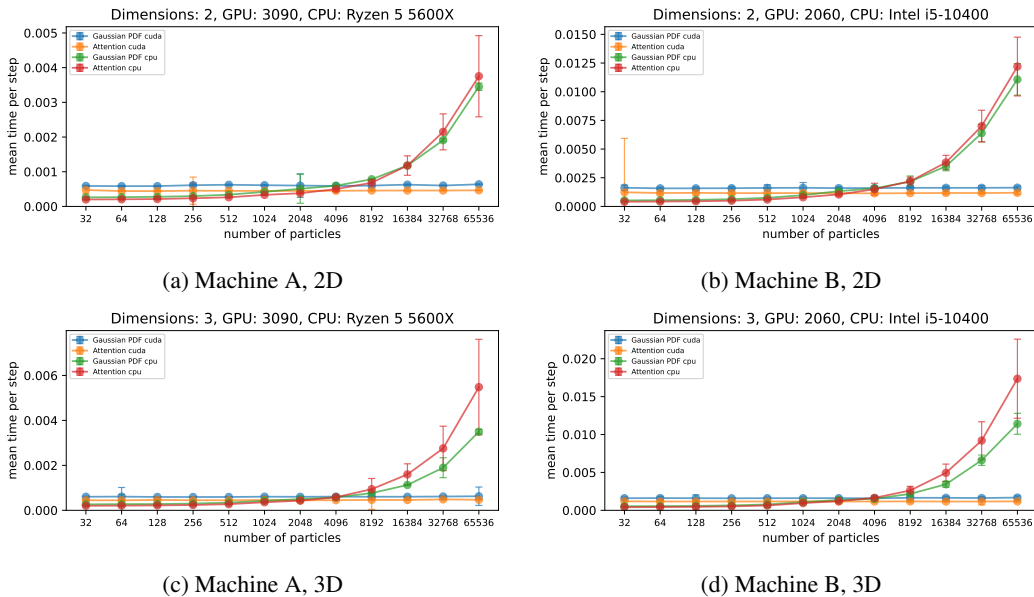 Dimensions: 2, GPU: 3090, CPU: Ryzen 5 5600X
0.005
0.004
0.003
0.002
0.001
0.000
mean time per step
Gaussian PDF cuda
Attention cuda
Gaussian PDF cpu
Attention cpu
32 64 128 256 512 1024 2048 4096 8192 16384 32768 65536
number of particles
(a) Machine A, 2D
Dimensions: 2, GPU: 2060, CPU: Intel i5-10400
0.0150
0.0125
0.0100
0.0075
0.0050
0.0025
0.0000
mean time per step
Gaussian PDF cuda
Attention cuda
Gaussian PDF cpu
Attention cpu
32 64 128 256 512 1024 2048 4096 8192 16384 32768 65536
number of particles
(b) Machine B, 2D
Dimensions: 3, GPU: 3090, CPU: Ryzen 5 5600X
0.006
0.004
0.002
0.000
mean time per step
Gaussian PDF cuda
Attention cuda
Gaussian PDF cpu
Attention cpu
32 64 128 256 512 1024 2048 4096 8192 16384 32768 65536
number of particles
(c) Machine A, 3D
Dimensions: 3, GPU: 2060, CPU: Intel i5-10400
0.020
0.015
0.010
0.005
0.000
mean time per step
Gaussian PDF cuda
Attention cuda
Gaussian PDF cpu
Attention cpu
32 64 128 256 512 1024 2048 4096 8192 16384 32768 65536
number of particles
(d) Machine B, 3D